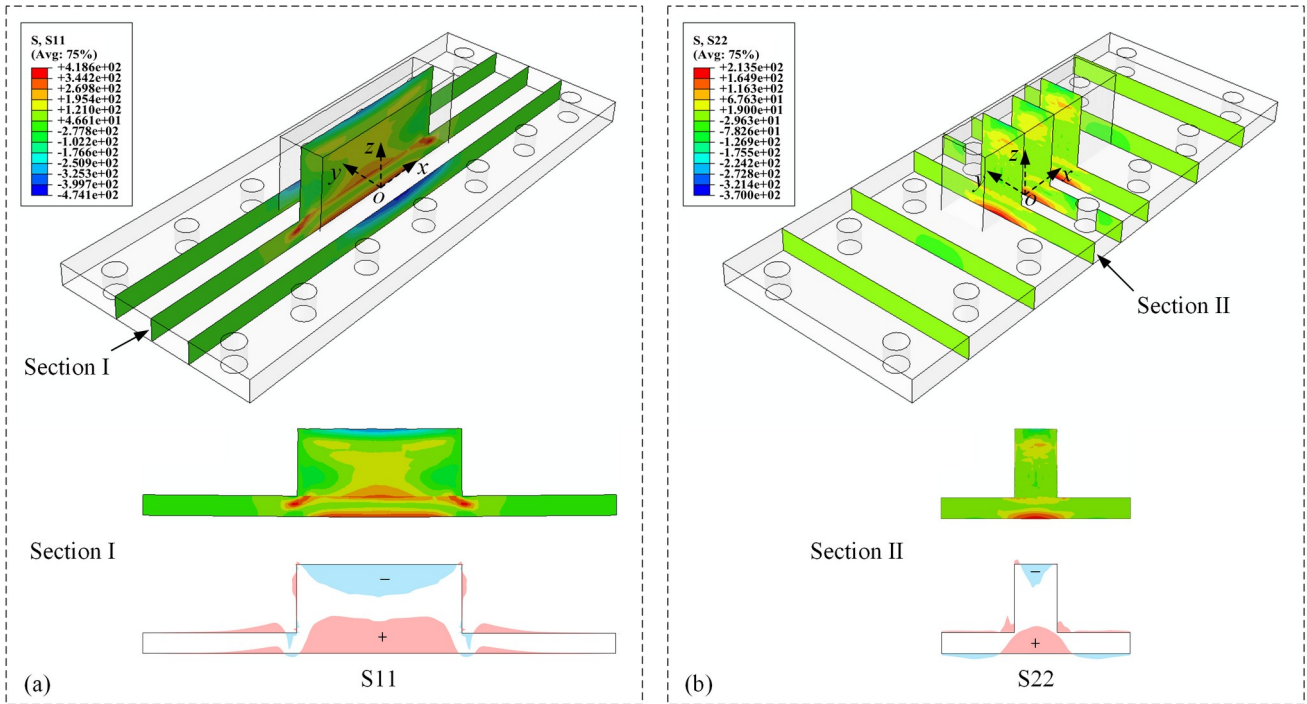 S, S11
(Avg: 75%)
+4.186e+02
+3.442e+02
+2.698e+02
+1.954e+02
+1.210e+02
+4.661e+01
-2.778e+02
-1.022e+02
-1.766e+02
-2.509e+02
-3.253e+02
-3.997e+02
-4.741e+02
z
y
x
o
Section I
Section I
−
+
(a)
S11
S, S22
(Avg: 75%)
+2.135e+02
+1.649e+02
+1.163e+02
+6.763e+01
+1.900e+01
-2.963e+01
-7.826e+01
-1.269e+02
-1.755e+02
-2.242e+02
-2.728e+02
-3.214e+02
-3.700e+02
z
y
x
o
Section II
Section II
−
+
(b)
S22